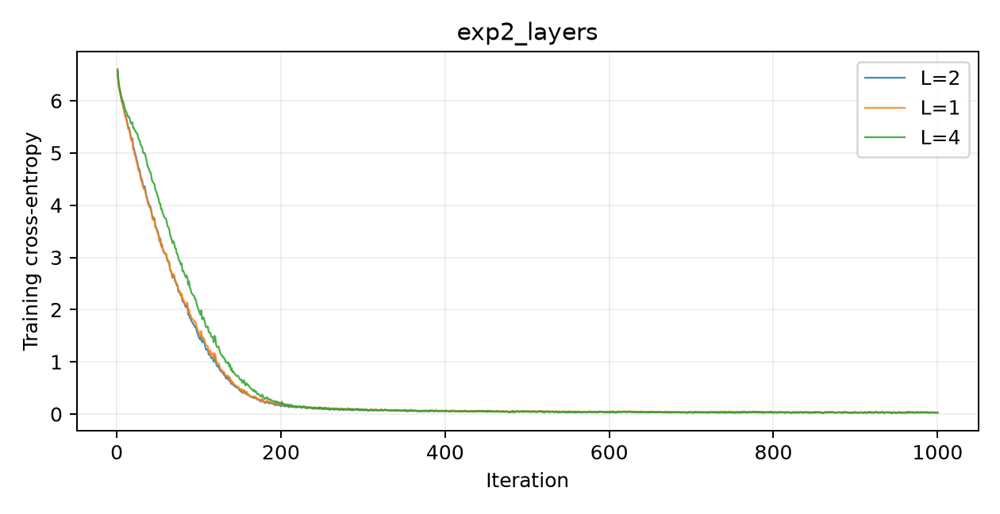 exp2_layers
Training cross-entropy
6
5
4
3
2
1
0
L=2
L=1
L=4
0 200 400 600 800 1000
Iteration